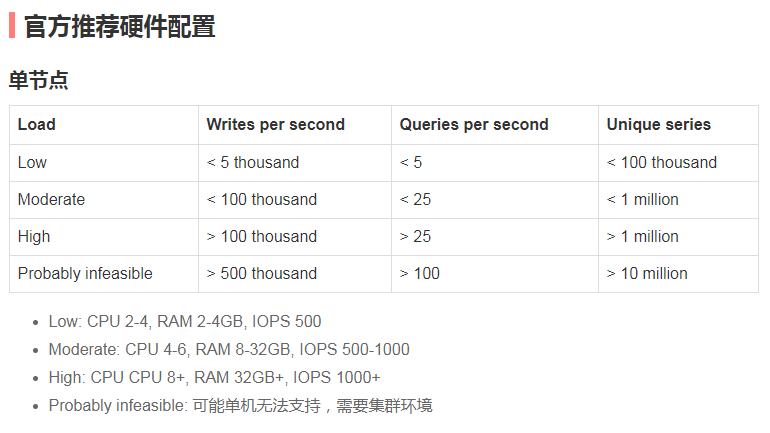 官方推荐硬件配置
单节点
Load Writes per second Queries per second Unique series
Low < 5 thousand < 5 < 100 thousand
Moderate < 100 thousand < 25 < 1 million
High > 100 thousand > 25 > 1 million
Probably infeasible > 500 thousand > 100 > 10 million
• Low: CPU 2-4, RAM 2-4GB, IOPS 500
• Moderate: CPU 4-6, RAM 8-32GB, IOPS 500-1000
• High: CPU CPU 8+, RAM 32GB+, IOPS 1000+
• Probably infeasible: 可能单机无法支持，需要集群环境